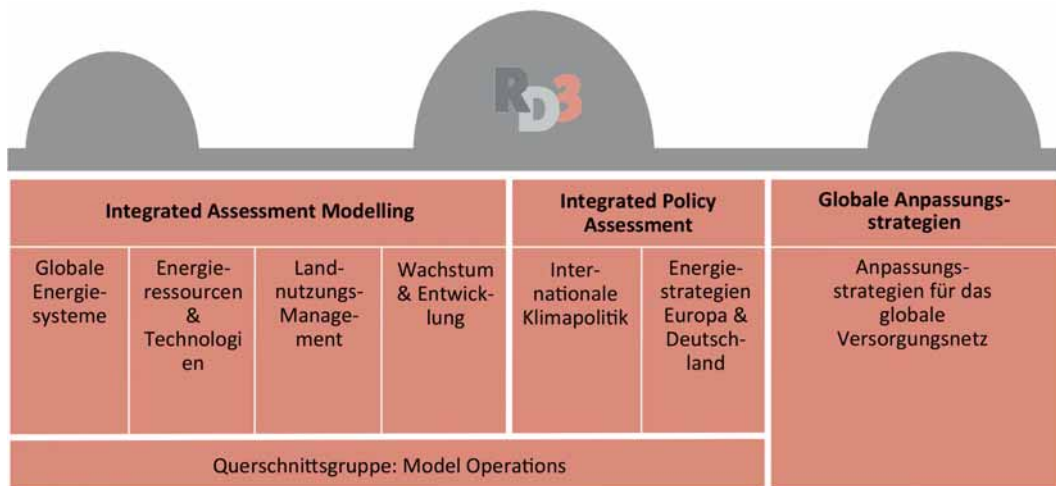 RD3
Integrated Assessment Modelling
Integrated Policy
Assessment
Globale Anpassungs-
strategien
Globale
Energie-
systeme
Energie-
ressourcen
&
Technologi
en
Land-
nutzungs-
Manage-
ment
Wachstum
& Entwick-
lung
Inter-
nationale
Klimapolitik
Energie-
strategien
Europa &
Deutsch-
land
Anpassungs-
strategien für das
globale
Versorgungsnetz
Querschnittsgruppe: Model Operations